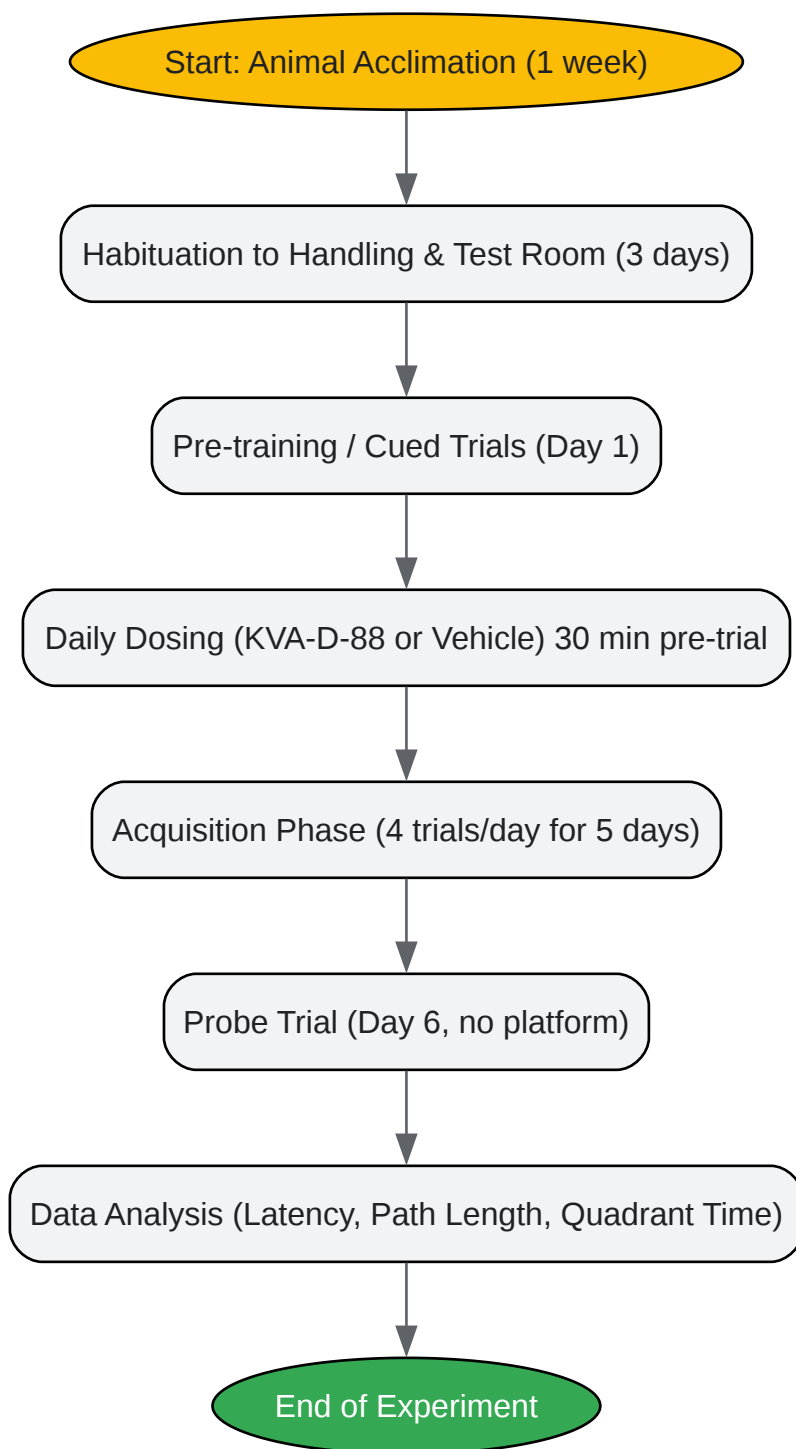 Start: Animal Acclimation (1 week)
Habituation to Handling & Test Room (3 days)
Pre-training / Cued Trials (Day 1)
Daily Dosing (KVA-D-88 or Vehicle) 30 min pre-trial
Acquisition Phase (4 trials/day for 5 days)
Probe Trial (Day 6, no platform)
Data Analysis (Latency, Path Length, Quadrant Time)
End of Experiment